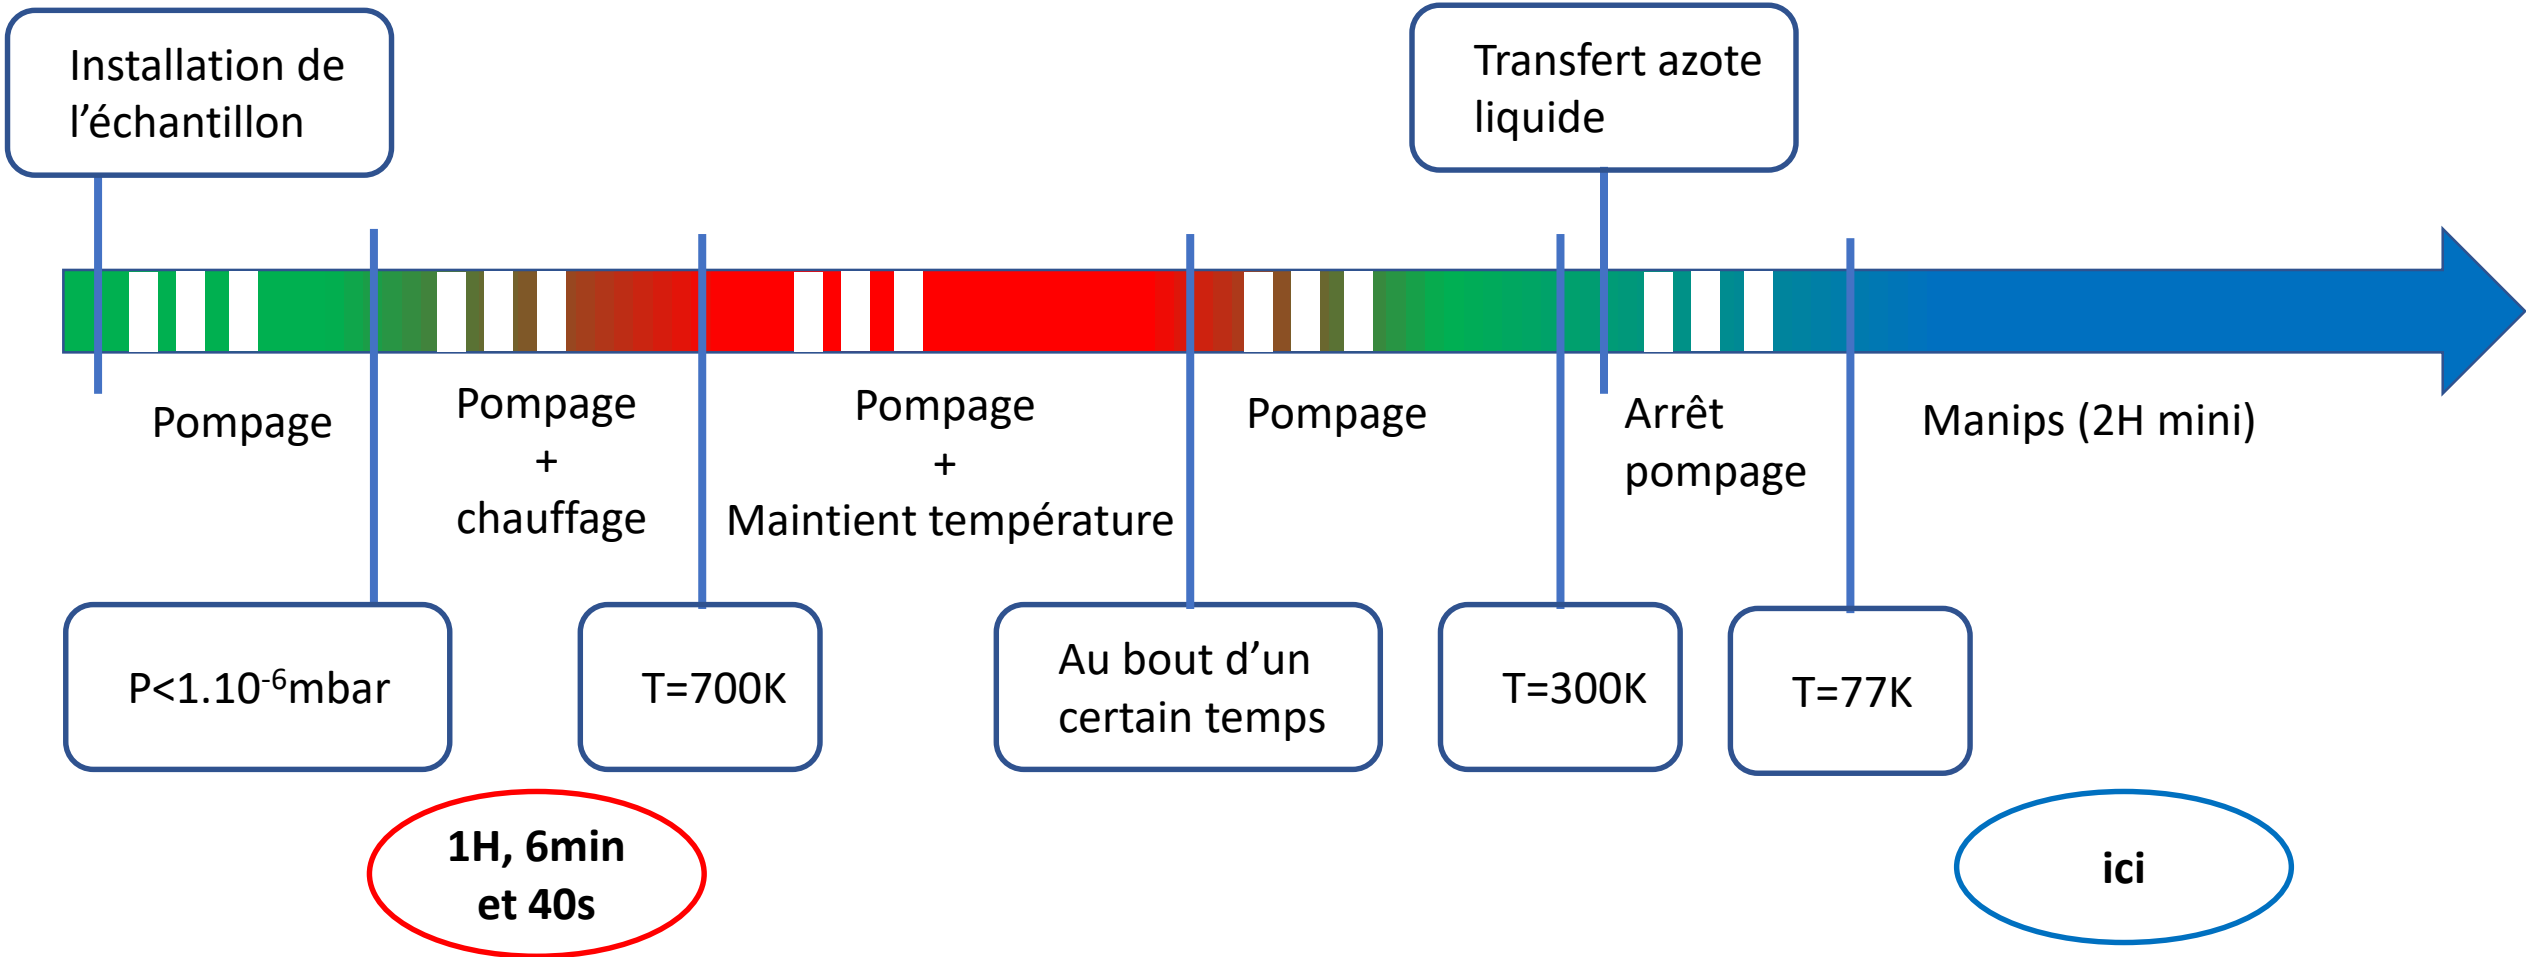 Installation de
l'échantillon
Transfert azote
liquide
Pompage
Pompage
+
chauffage
Pompage
+
Maintient température
Pompage
Arrêt
pompage
Manips (2H mini)
P<1.10⁻⁶mbar
T=700K
Au bout d'un
certain temps
T=300K
T=77K
1H, 6min
et 40s
ici